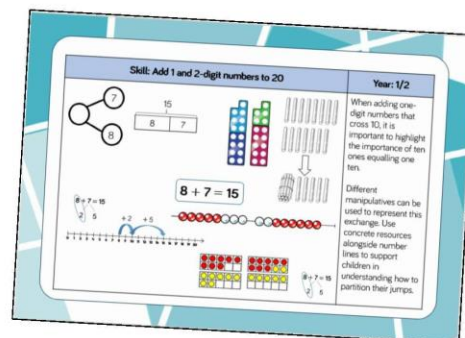 Skill: Add 1 and 2-digit numbers to 20
Year: 1/2
7
8
15
8 7
8 + 7 = 15
8 + 7 = 15
2 5
+ 2 + 5
8 + 7 = 15
2 5
When adding one-
digit numbers that
cross 10, it is
important to highlight
the importance of ten
ones equalling one
ten.
Different
manipulatives can be
used to represent this
exchange. Use
concrete resources
alongside number
lines to support
children in
understanding how to
partition their jumps.